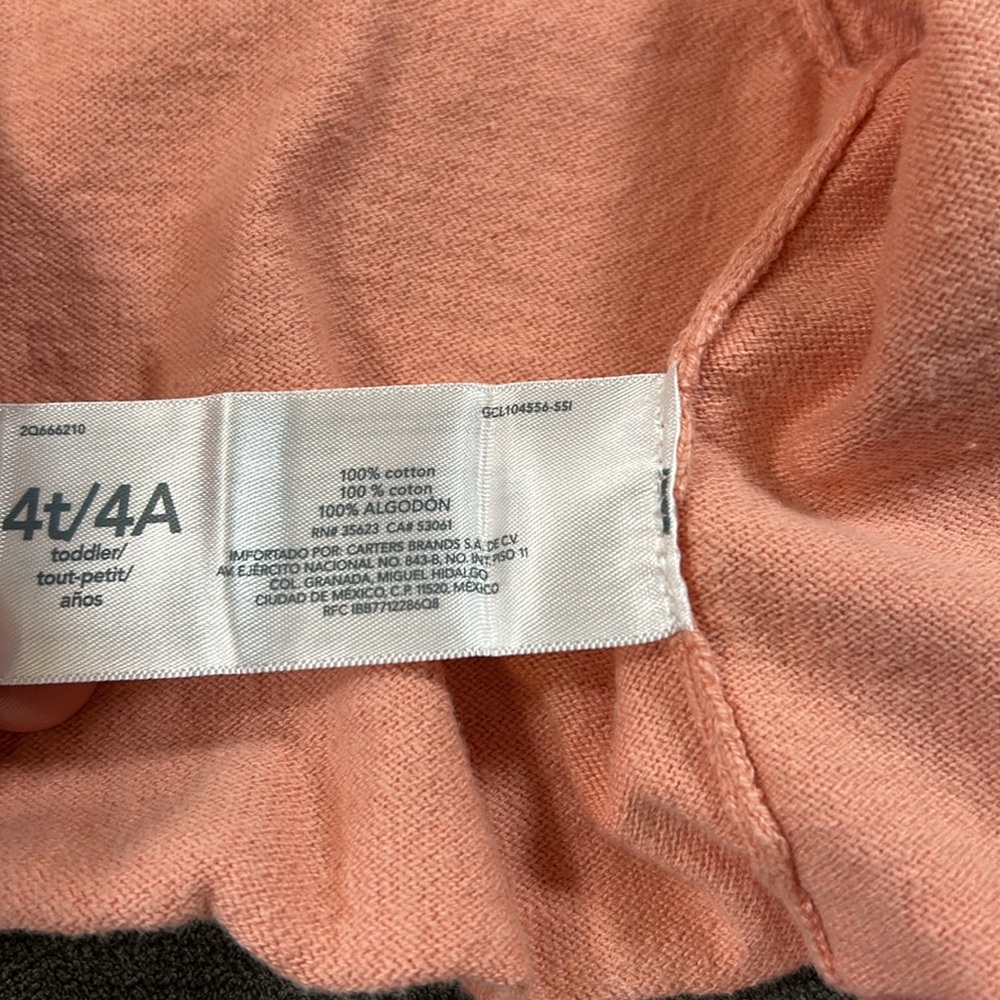 2Q666210
4t/4A
toddler/
tout-petit/
años
GCL104556-SSI
100% cotton
100 % coton
100% ALGODÓN
RN# 35623 CA# 53061
IMPORTADO POR: CARTERS BRANDS S.A. DE C.V.
AV. EJÉRCITO NACIONAL NO. 843-B, NO. INT. PISO 11
COL. GRANADA, MIGUEL HIDALGO
CIUDAD DE MÉXICO, C.P. 11520, MÉXICO
RFC IBB7712286Q8